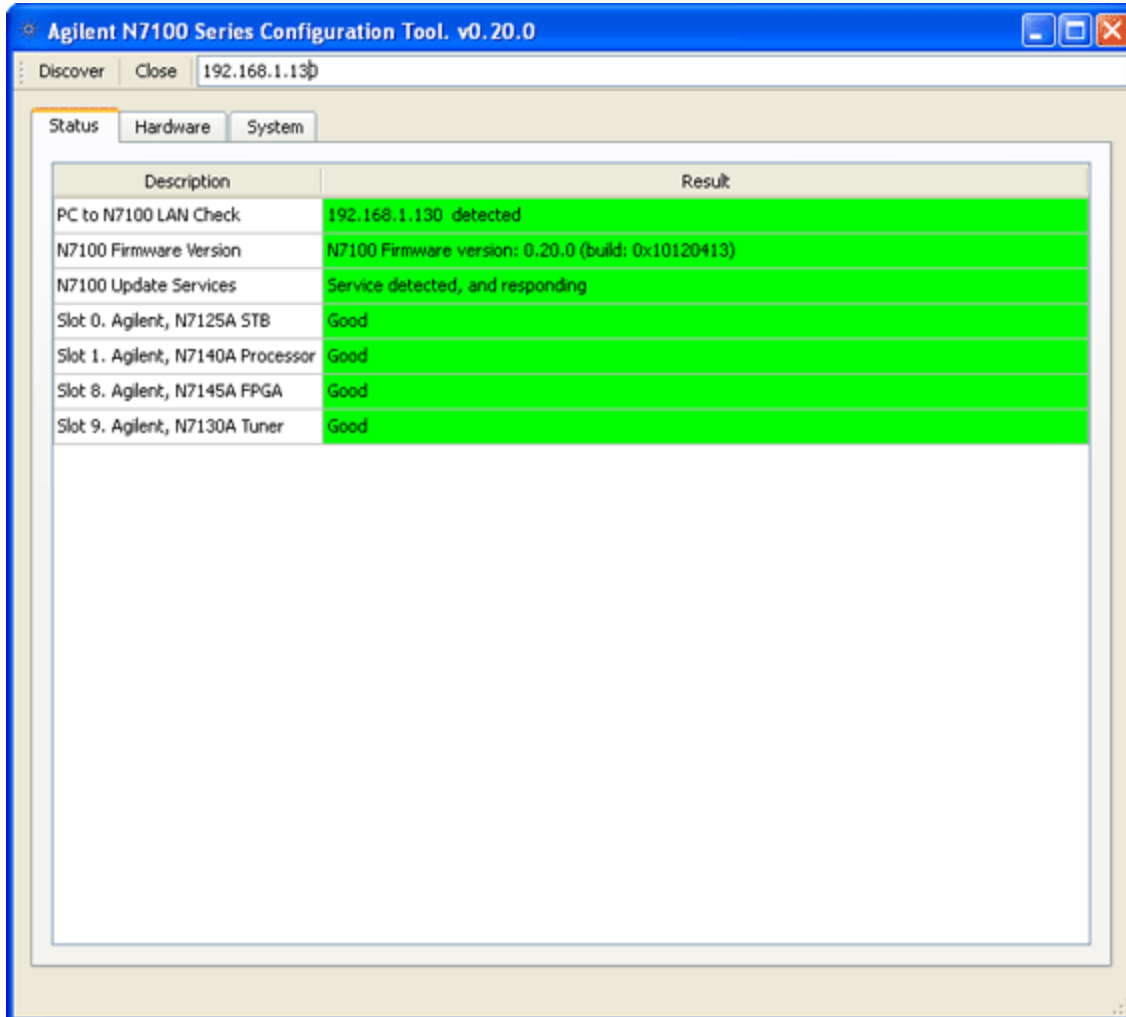 Agilent N7100 Series Configuration Tool. v0.20.0
Discover Close 192.168.1.130
Status Hardware System
Description Result
PC to N7100 LAN Check 192.168.1.130 detected
N7100 Firmware Version N7100 Firmware version: 0.20.0 (build: 0x10120413)
N7100 Update Services Service detected, and responding
Slot 0. Agilent, N7125A STB Good
Slot 1. Agilent, N7140A Processor Good
Slot 8. Agilent, N7145A FPGA Good
Slot 9. Agilent, N7130A Tuner Good